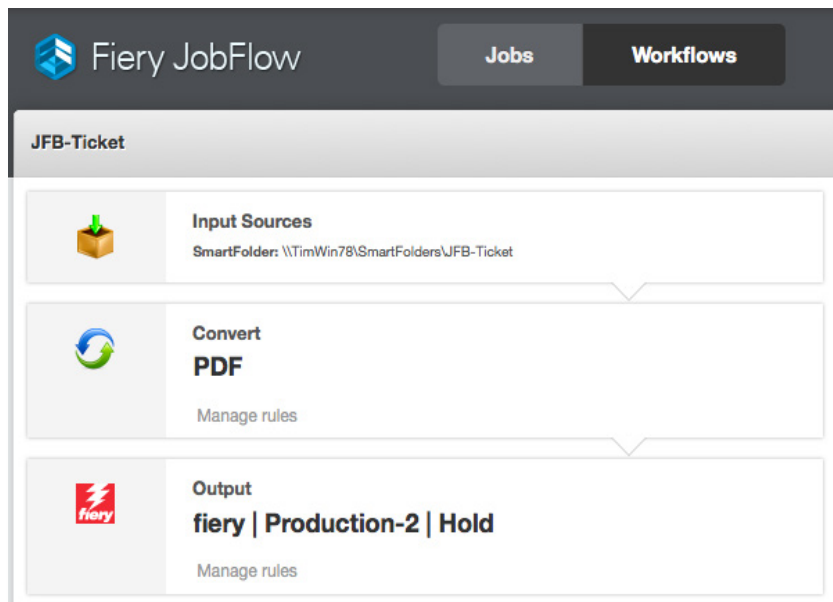 Fiery JobFlow
Jobs
Workflows
JFB-Ticket
Input Sources
SmartFolder: \\TimWin78\SmartFolders\JFB-Ticket
Convert
PDF
Manage rules
fiery
Output
fiery | Production-2 | Hold
Manage rules